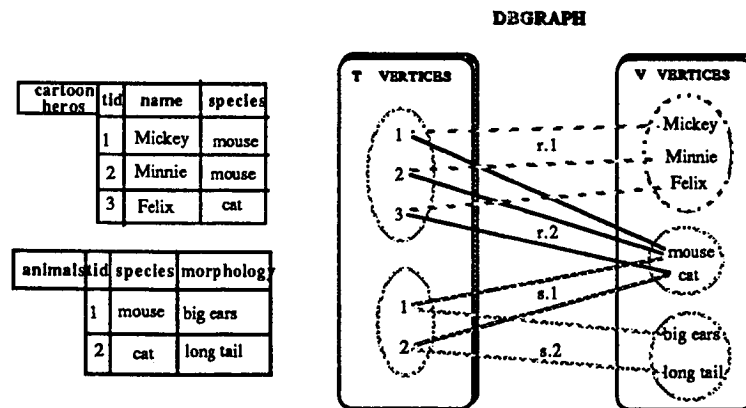 DBGRAPH
cartoon heros tid name species
1 Mickey mouse
2 Minnie mouse
3 Felix cat
animals tid species morphology
1 mouse big ears
2 cat long tail
T VERTICES
1
2
3
1
2
r.1
r.2
s.1
s.2
V VERTICES
Mickey
Minnie
Felix
mouse
cat
big ears
long tail